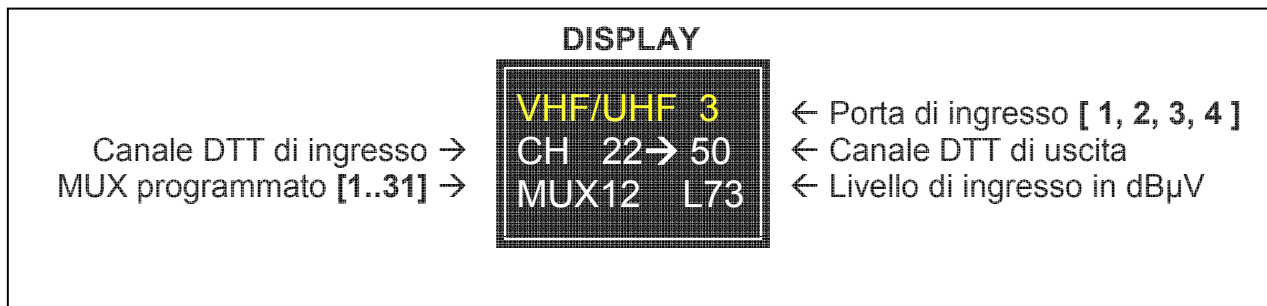 DISPLAY
VHF/UHF 3 ← Porta di ingresso [ 1, 2, 3, 4 ]
Canale DTT di ingresso → CH 22→ 50 ← Canale DTT di uscita
MUX programmato [1..31] → MUX12 L73 ← Livello di ingresso in dBµV